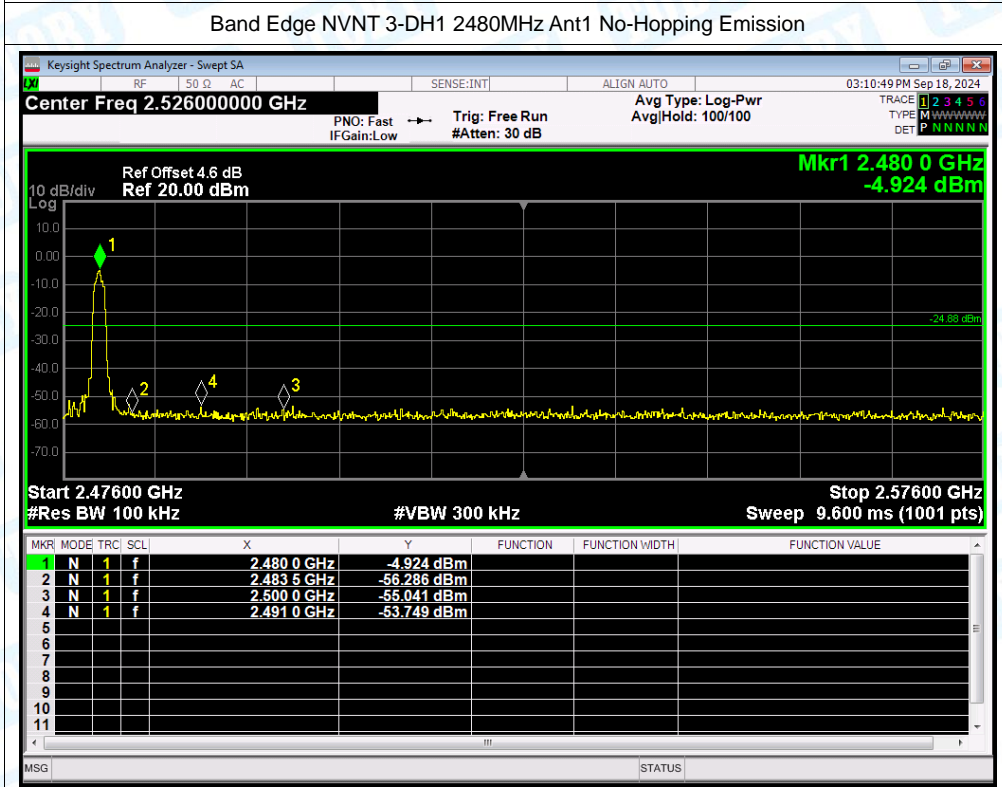 Band Edge NVNT 3-DH1 2480MHz Ant1 No-Hopping Emission
Keysight Spectrum Analyzer - Swept SA
LXI RF 50 Ω AC SENSE:INT ALIGN AUTO 03:10:49 PM Sep 18, 2024
Center Freq 2.526000000 GHz
PNO: Fast
IFGain:Low
Trig: Free Run
#Atten: 30 dB
Avg Type: Log-Pwr
Avg|Hold: 100/100
TRACE 1 2 3 4 5 6
TYPE M WWWWW
DET P N N N N N
Mkr1 2.480 0 GHz
-4.924 dBm
Ref Offset 4.6 dB
10 dB/div Ref 20.00 dBm
Log
10.0
0.00
-10.0
-20.0
-30.0
-40.0
-50.0
-60.0
-70.0
1
2
4
3
-24.88 dBm
Start 2.47600 GHz Stop 2.57600 GHz
#Res BW 100 kHz #VBW 300 kHz Sweep 9.600 ms (1001 pts)
MKR MODE TRC SCL X Y FUNCTION FUNCTION WIDTH FUNCTION VALUE
1 N 1 f 2.480 0 GHz -4.924 dBm
2 N 1 f 2.483 5 GHz -56.286 dBm
3 N 1 f 2.500 0 GHz -55.041 dBm
4 N 1 f 2.491 0 GHz -53.749 dBm
5
6
7
8
9
10
11
MSG STATUS